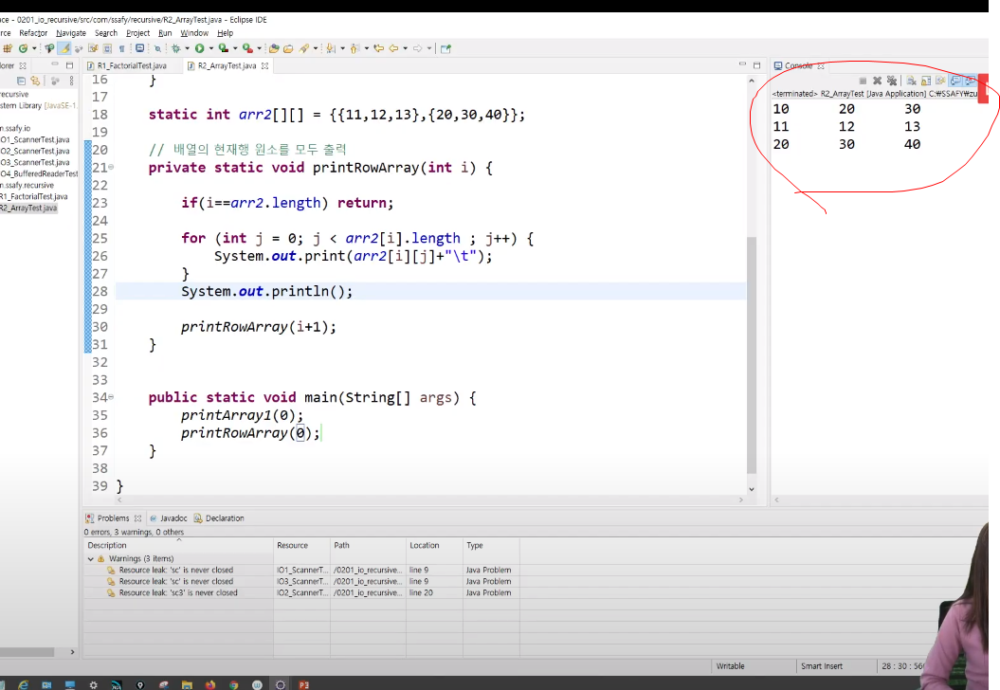 ce - 0201_io_recursive/src/com/ssafy/recursive/R2_ArrayTest.java - Eclipse IDE
rce Refactor Navigate Search Project Run Window Help
lorer
R1_FactorialTest.java R2_ArrayTest.java
Console
recursive
stem Library [JavaSE-1.
m.ssafy.io
IO1_ScannerTest.java
IO2_ScannerTest.java
IO3_ScannerTest.java
IO4_BufferedReaderTest
m.ssafy.recursive
R1_FactorialTest.java
R2_ArrayTest.java
16 }
17
18 static int arr2[][] = {{11,12,13},{20,30,40}};
19
20 // 배열의 현재행 원소를 모두 출력
21 private static void printRowArray(int i) {
22
23 if(i==arr2.length) return;
24
25 for (int j = 0; j < arr2[i].length ; j++) {
26 System.out.print(arr2[i][j]+"\t");
27 }
28 System.out.println();
29
30 printRowArray(i+1);
31 }
32
33
34 public static void main(String[] args) {
35 printArray1(0);
36 printRowArray(0);
37 }
38
39 }
<terminated> R2_ArrayTest [Java Application] C:₩SSAFY₩zu
10 20 30
11 12 13
20 30 40
Problems Javadoc Declaration
0 errors, 3 warnings, 0 others
Description Resource Path Location Type
Warnings (3 items)
Resource leak: 'sc' is never closed IO1_ScannerT... /0201_io_recursive... line 9 Java Problem
Resource leak: 'sc' is never closed IO3_ScannerT... /0201_io_recursive... line 9 Java Problem
Resource leak: 'sc3' is never closed IO2_ScannerT... /0201_io_recursive... line 20 Java Problem
Writable Smart Insert 28 : 30 :